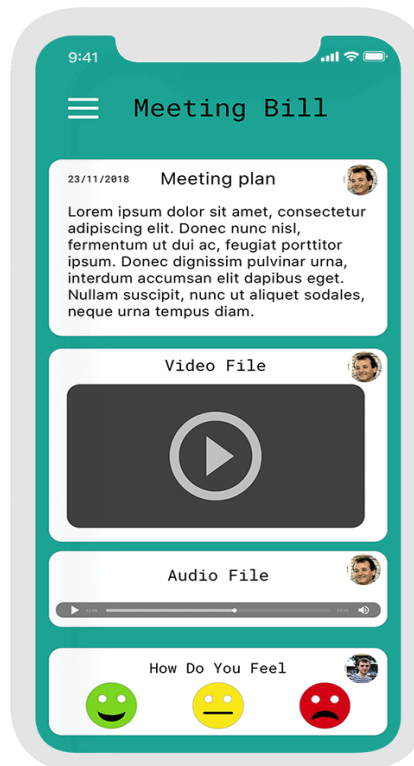 9:41
Meeting Bill
23/11/2018 Meeting plan
Lorem ipsum dolor sit amet, consectetur
adipiscing elit. Donec nunc nisl,
fermentum ut dui ac, feugiat porttitor
ipsum. Donec dignissim pulvinar urna,
interdum accumsan elit dapibus eget.
Nullam suscipit, nunc ut aliquet sodales,
neque urna tempus diam.
Video File
Audio File
How Do You Feel